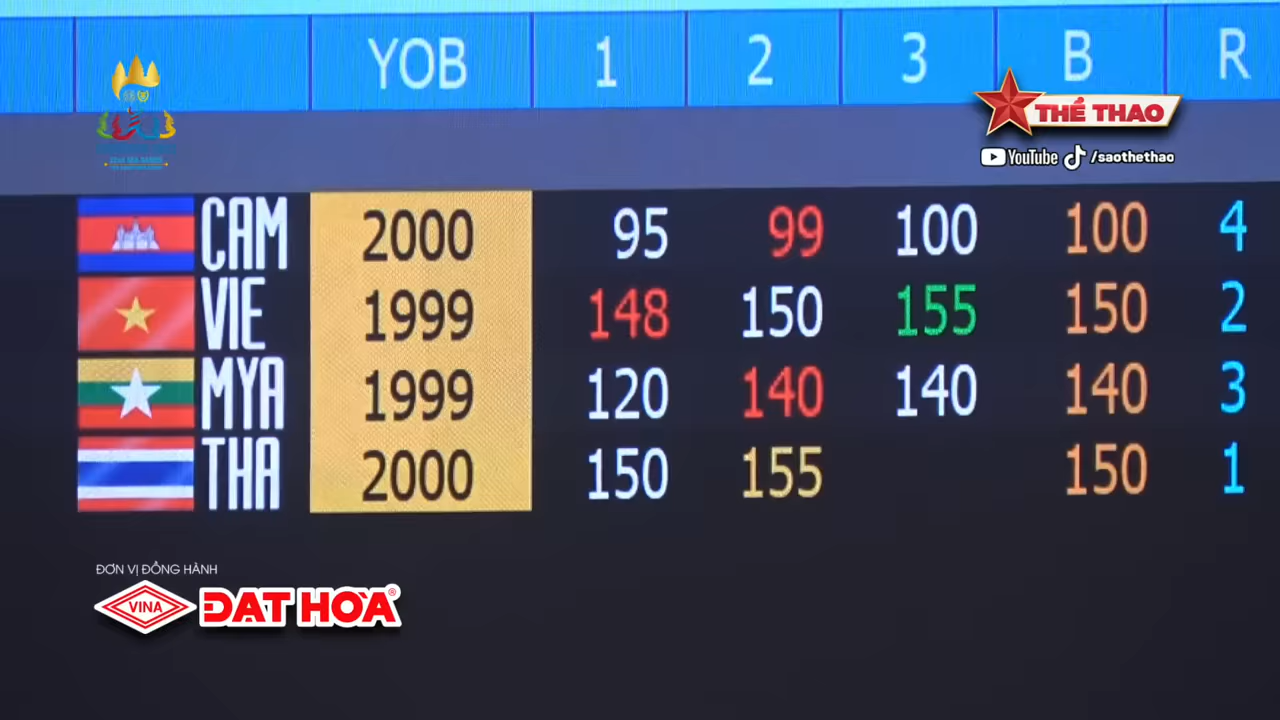 YOB 1 2 3 B R
THỂ THAO
YouTube /saothethao
CAM 2000 95 99 100 100 4
VIE 1999 148 150 155 150 2
MYA 1999 120 140 140 140 3
THA 2000 150 155 150 1
ĐƠN VỊ ĐỒNG HÀNH
VINA ĐẠT HÒA®